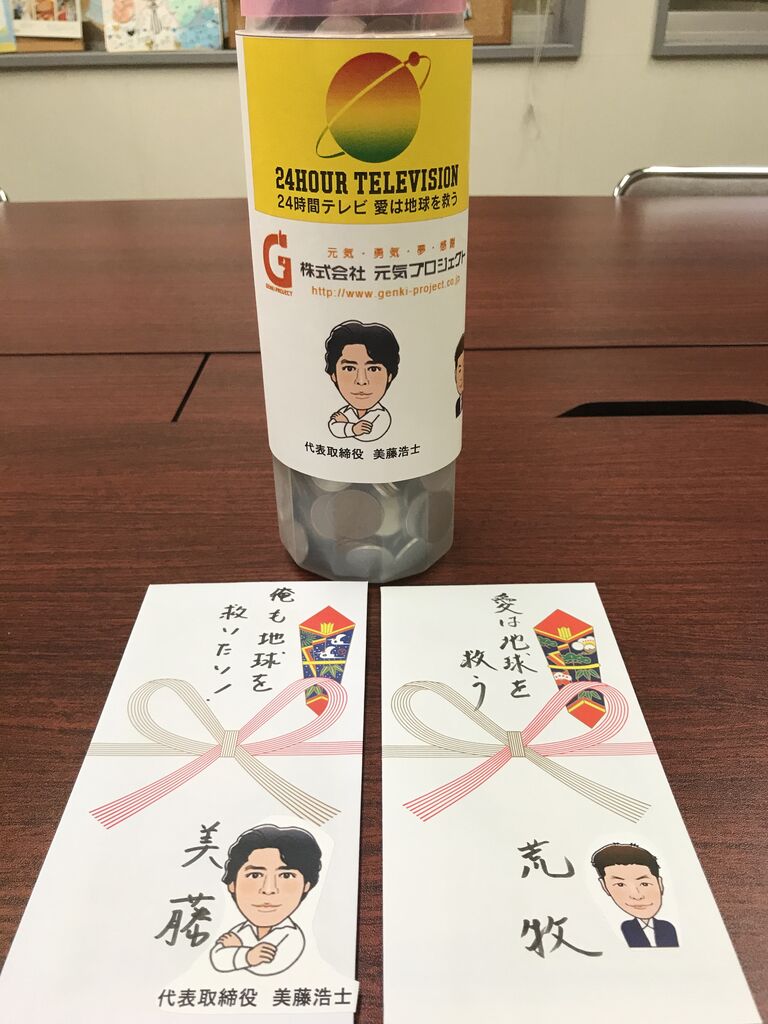 24HOUR TELEVISION
24時間テレビ 愛は地球を救う
元気・勇気・夢・感謝
株式会社 元気プロジェクト
GENKI-PROJECT
http://www.genki-project.co.jp
代表取締役 美藤浩士
俺も地球を
救いたい!
美藤
代表取締役 美藤浩士
愛は地球を
救う
荒牧